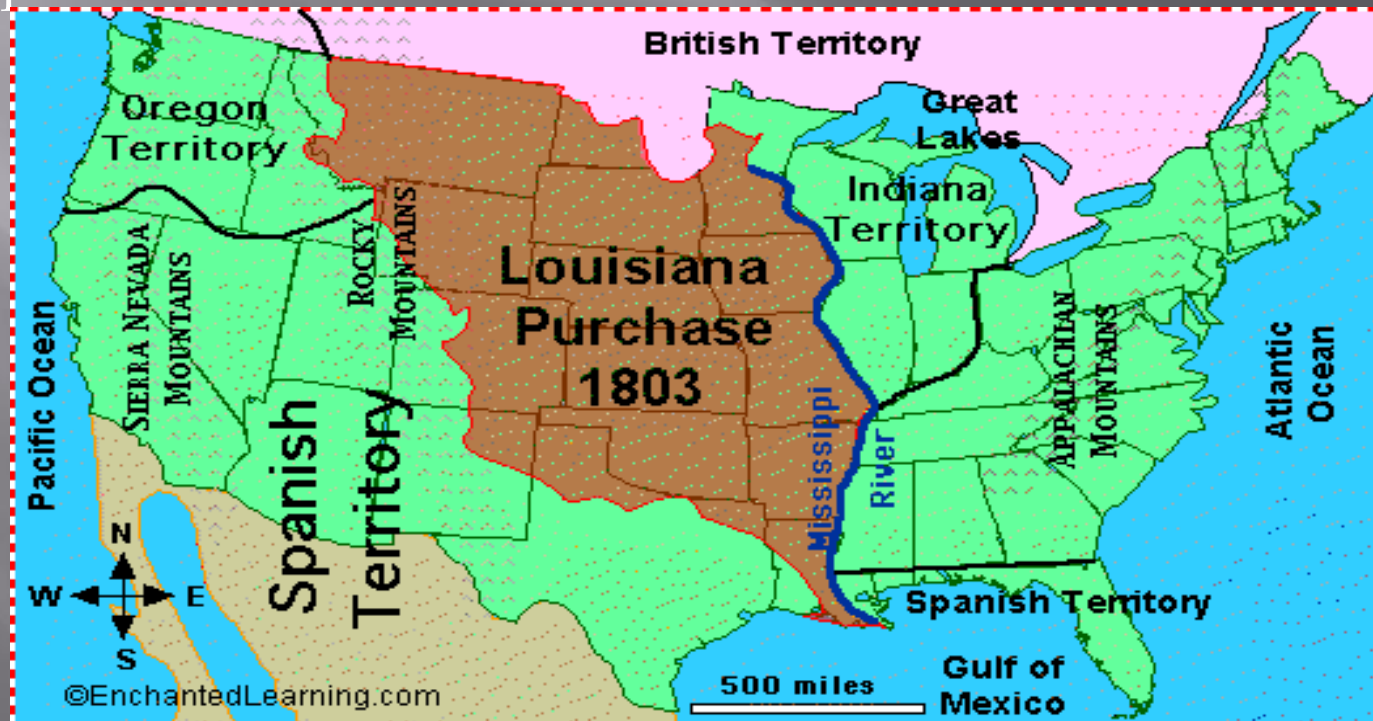 British Territory
Oregon
Territory
Great
Lakes
Indiana
Territory
SIERRA NEVADA
MOUNTAINS
ROCKY
MOUNTAINS
Louisiana
Purchase
1803
APPALACHIAN
MOUNTAINS
Pacific Ocean
Atlantic
Ocean
Spanish
Territory
Mississippi
River
N
W
E
S
Spanish Territory
Gulf of
Mexico
500 miles
©EnchantedLearning.com